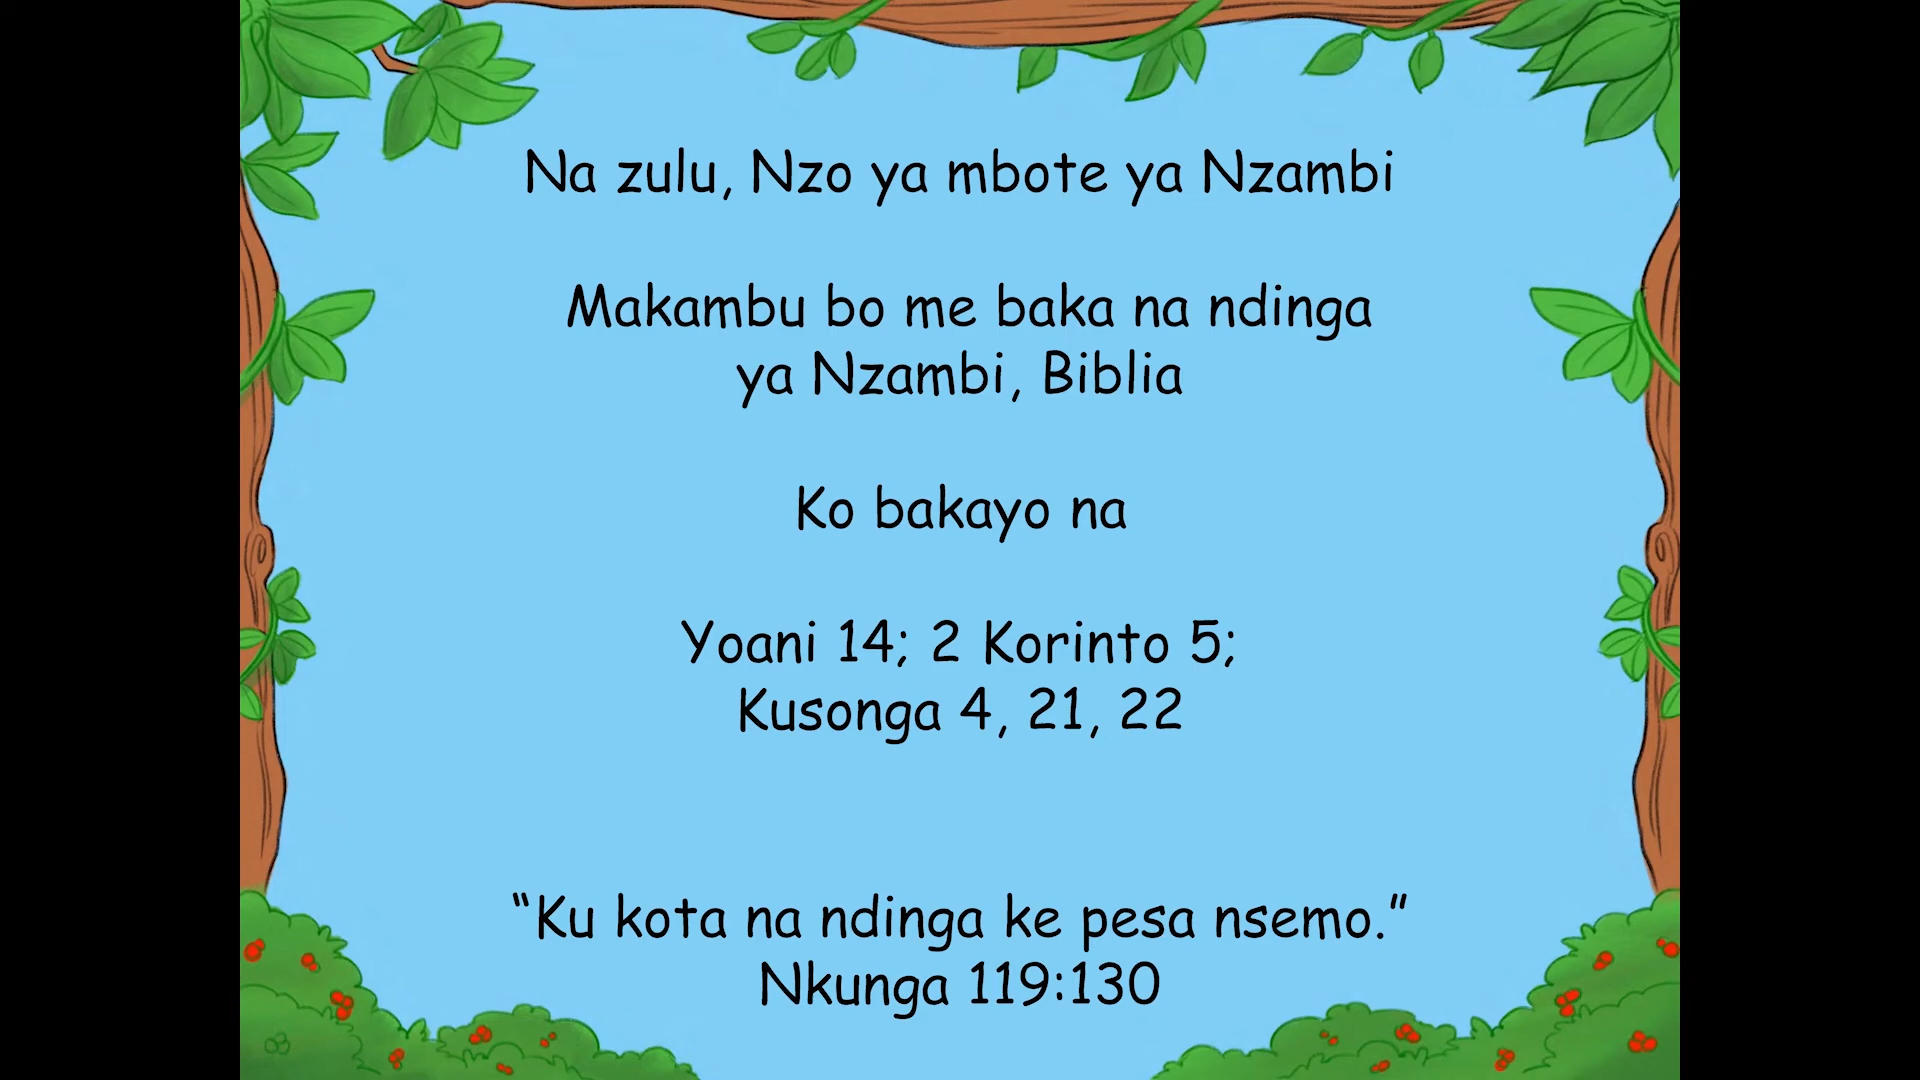 Na zulu, Nzo ya mbote ya Nzambi
Makambu bo me baka na ndinga
ya Nzambi, Biblia
Ko bakayo na
Yoani 14; 2 Korinto 5;
Kusonga 4, 21, 22
“Ku kota na ndinga ke pesa nsemo.”
Nkunga 119:130